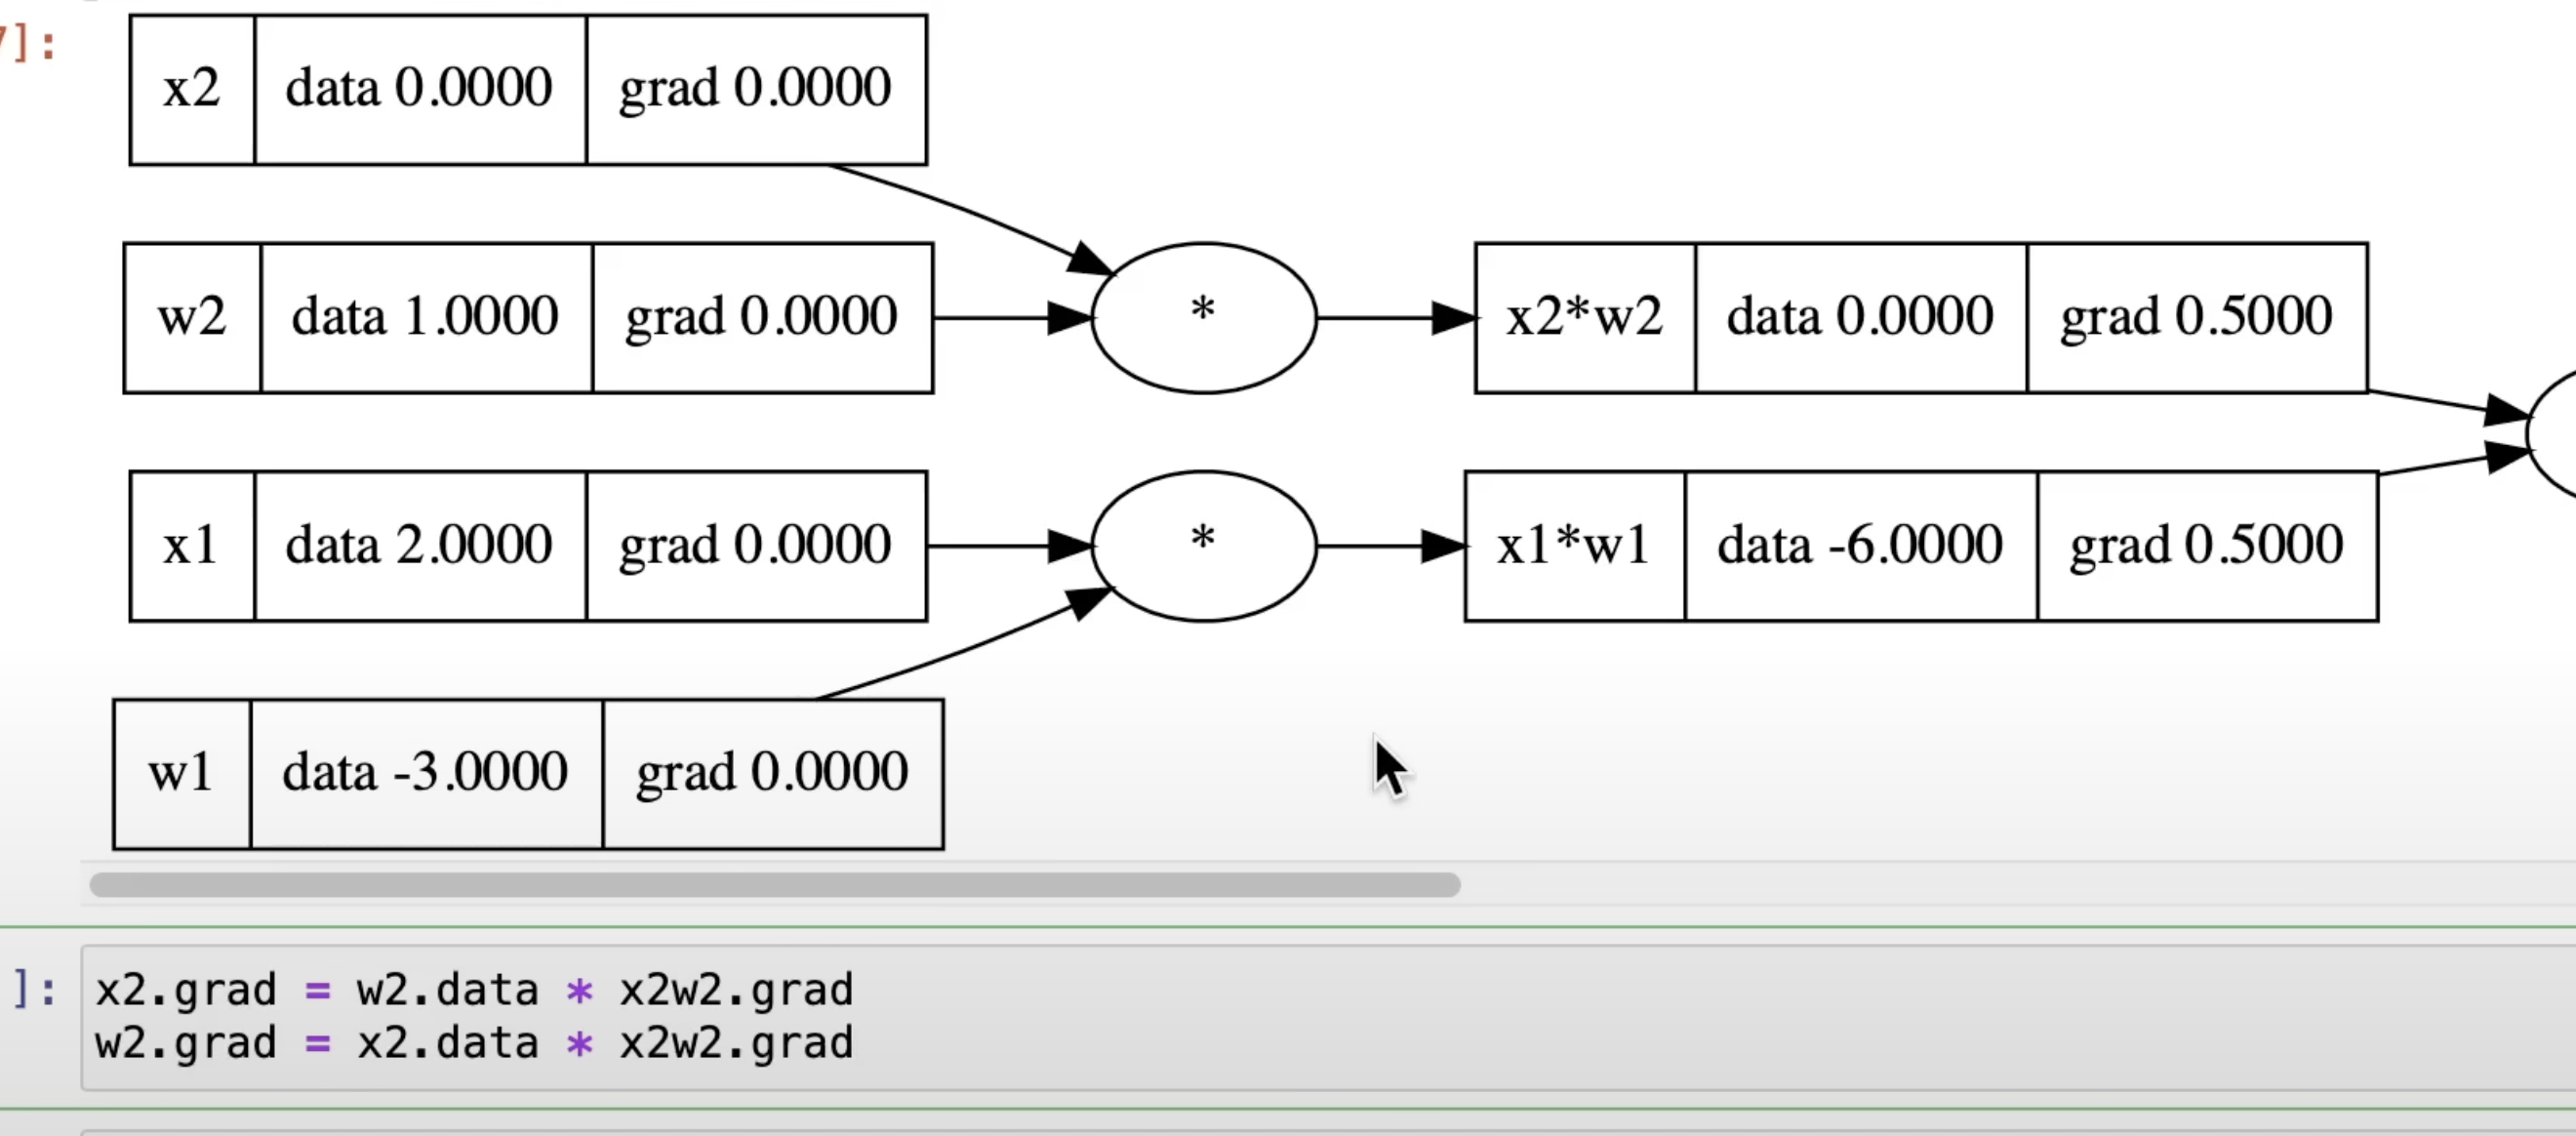 7]:
x2 data 0.0000 grad 0.0000
w2 data 1.0000 grad 0.0000
*
x2*w2 data 0.0000 grad 0.5000
x1 data 2.0000 grad 0.0000
*
x1*w1 data -6.0000 grad 0.5000
w1 data -3.0000 grad 0.0000
]:
x2.grad = w2.data * x2w2.grad
w2.grad = x2.data * x2w2.grad